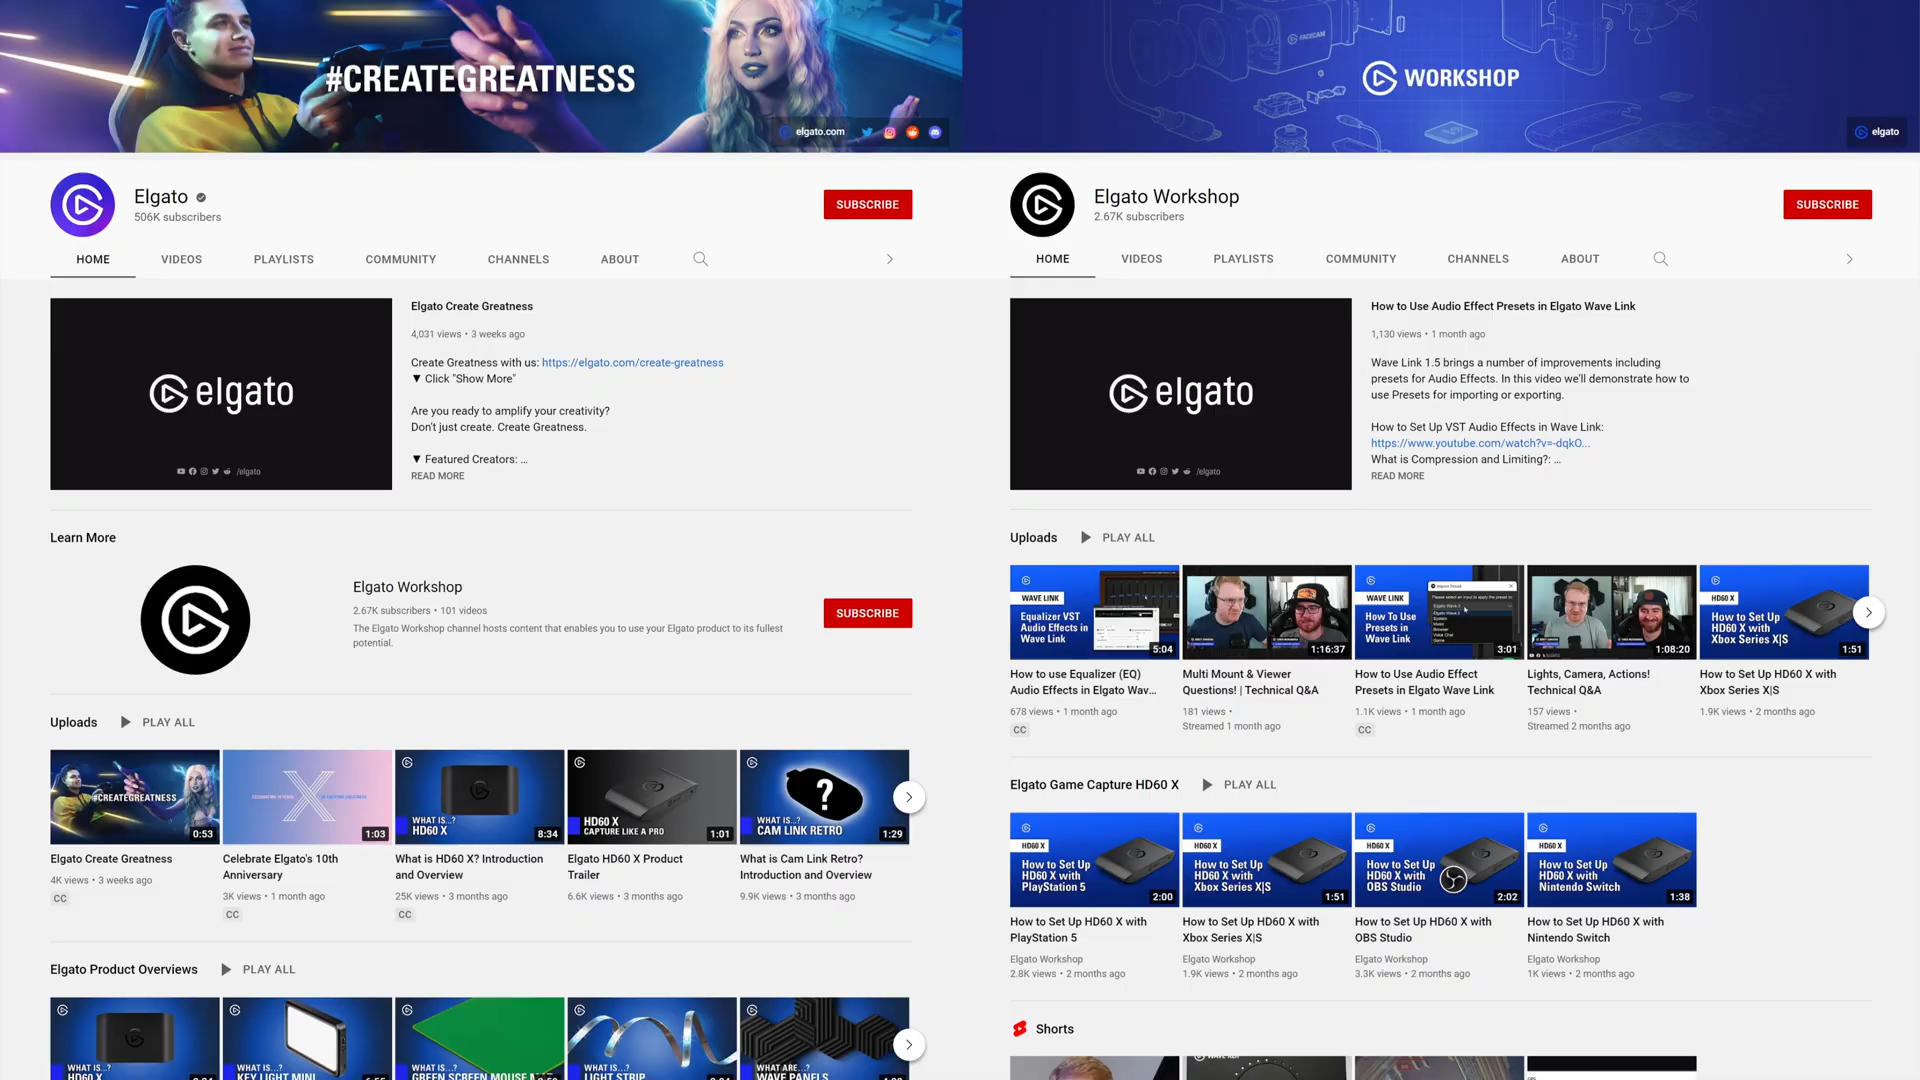 #CREATEGREATNESS
elgato.com
Elgato
506K subscribers
SUBSCRIBE
HOME
VIDEOS
PLAYLISTS
COMMUNITY
CHANNELS
ABOUT
elgato
/elgato
Elgato Create Greatness
4,031 views • 3 weeks ago
Create Greatness with us: https://elgato.com/create-greatness
▼ Click "Show More"
Are you ready to amplify your creativity?
Don't just create. Create Greatness.
▼ Featured Creators: ...
READ MORE
Learn More
Elgato Workshop
2.67K subscribers • 101 videos
The Elgato Workshop channel hosts content that enables you to use your Elgato product to its fullest
potential.
SUBSCRIBE
Uploads
PLAY ALL
#CREATEGREATNESS
0:53
Elgato Create Greatness
4K views • 3 weeks ago
CC
1:03
Celebrate Elgato's 10th
Anniversary
3K views • 1 month ago
CC
WHAT IS...?
HD60 X
8:34
What is HD60 X? Introduction
and Overview
25K views • 3 months ago
CC
HD60 X
CAPTURE LIKE A PRO
1:01
Elgato HD60 X Product
Trailer
6.6K views • 3 months ago
?
WHAT IS...?
CAM LINK RETRO
1:29
What is Cam Link Retro?
Introduction and Overview
9.9K views • 3 months ago
Elgato Product Overviews
PLAY ALL
WHAT IS...?
HD60 X
WHAT IS...?
KEY LIGHT MINI
WHAT IS...?
GREEN SCREEN MOUSE
WHAT IS...?
LIGHT STRIP
WHAT ARE...?
WAVE PANELS
FACECAM
WORKSHOP
elgato
Elgato Workshop
2.67K subscribers
SUBSCRIBE
HOME
VIDEOS
PLAYLISTS
COMMUNITY
CHANNELS
ABOUT
elgato
/elgato
How to Use Audio Effect Presets in Elgato Wave Link
1,130 views • 1 month ago
Wave Link 1.5 brings a number of improvements including
presets for Audio Effects. In this video we'll demonstrate how to
use Presets for importing or exporting.
How to Set Up VST Audio Effects in Wave Link:
https://www.youtube.com/watch?v=-dqkO...
What is Compression and Limiting?: ...
READ MORE
Uploads
PLAY ALL
WAVE LINK
Equalizer VST
Audio Effects in
Wave Link
5:04
How to use Equalizer (EQ)
Audio Effects in Elgato Wav...
678 views • 1 month ago
CC
1:16:37
Multi Mount & Viewer
Questions! | Technical Q&A
181 views •
Streamed 1 month ago
WAVE LINK
How To Use
Presets in
Wave Link
3:01
How to Use Audio Effect
Presets in Elgato Wave Link
1.1K views • 1 month ago
CC
1:08:20
Lights, Camera, Actions!
Technical Q&A
157 views •
Streamed 2 months ago
HD60 X
How to Set Up
HD60 X with
Xbox Series X|S
1:51
How to Set Up HD60 X with
Xbox Series X|S
1.9K views • 2 months ago
Elgato Game Capture HD60 X
PLAY ALL
HD60 X
How to Set Up
HD60 X with
PlayStation 5
2:00
How to Set Up HD60 X with
PlayStation 5
Elgato Workshop
2.8K views • 2 months ago
HD60 X
How to Set Up
HD60 X with
Xbox Series X|S
1:51
How to Set Up HD60 X with
Xbox Series X|S
Elgato Workshop
1.9K views • 2 months ago
HD60 X
How to Set Up
HD60 X with
OBS Studio
2:02
How to Set Up HD60 X with
OBS Studio
Elgato Workshop
3.3K views • 2 months ago
HD60 X
How to Set Up
HD60 X with
Nintendo Switch
1:38
How to Set Up HD60 X with
Nintendo Switch
Elgato Workshop
1K views • 2 months ago
Shorts